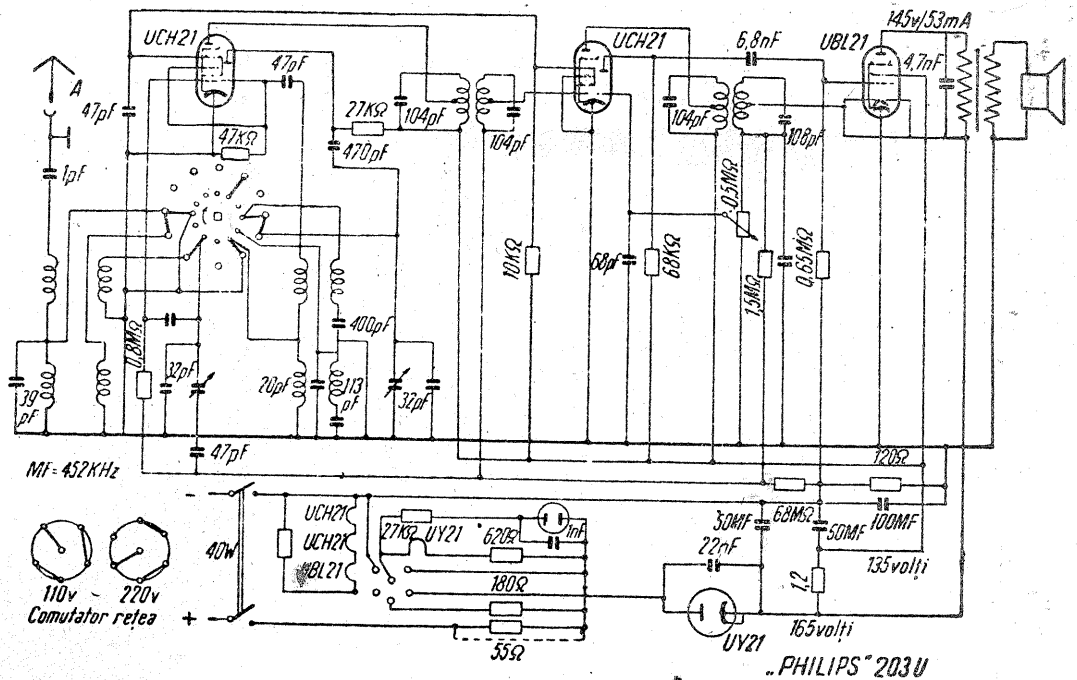 UCH21
UCH21
UBL21
145v/53mA
6,8nF
4,7nF
A
47pF
47pF
27KΩ
104pF
104pF
104pF
108pF
470pF
47KΩ
1pF
0,5MΩ
10KΩ
68pF
68KΩ
1,5MΩ
0,65MΩ
400pF
0,8MΩ
39
pF
32pF
20pF
113
pF
32pF
47pF
120Ω
MF=452KHz
-
40W
+
UCH21
UCH21
UBL21
27KΩ
UY21
620Ω
1nF
180Ω
55Ω
50MF
68MΩ
50MF
100MF
22nF
1,2
135volți
165volți
UY21
110v ~ 220v
Comutator rețea
„PHILIPS" 203U